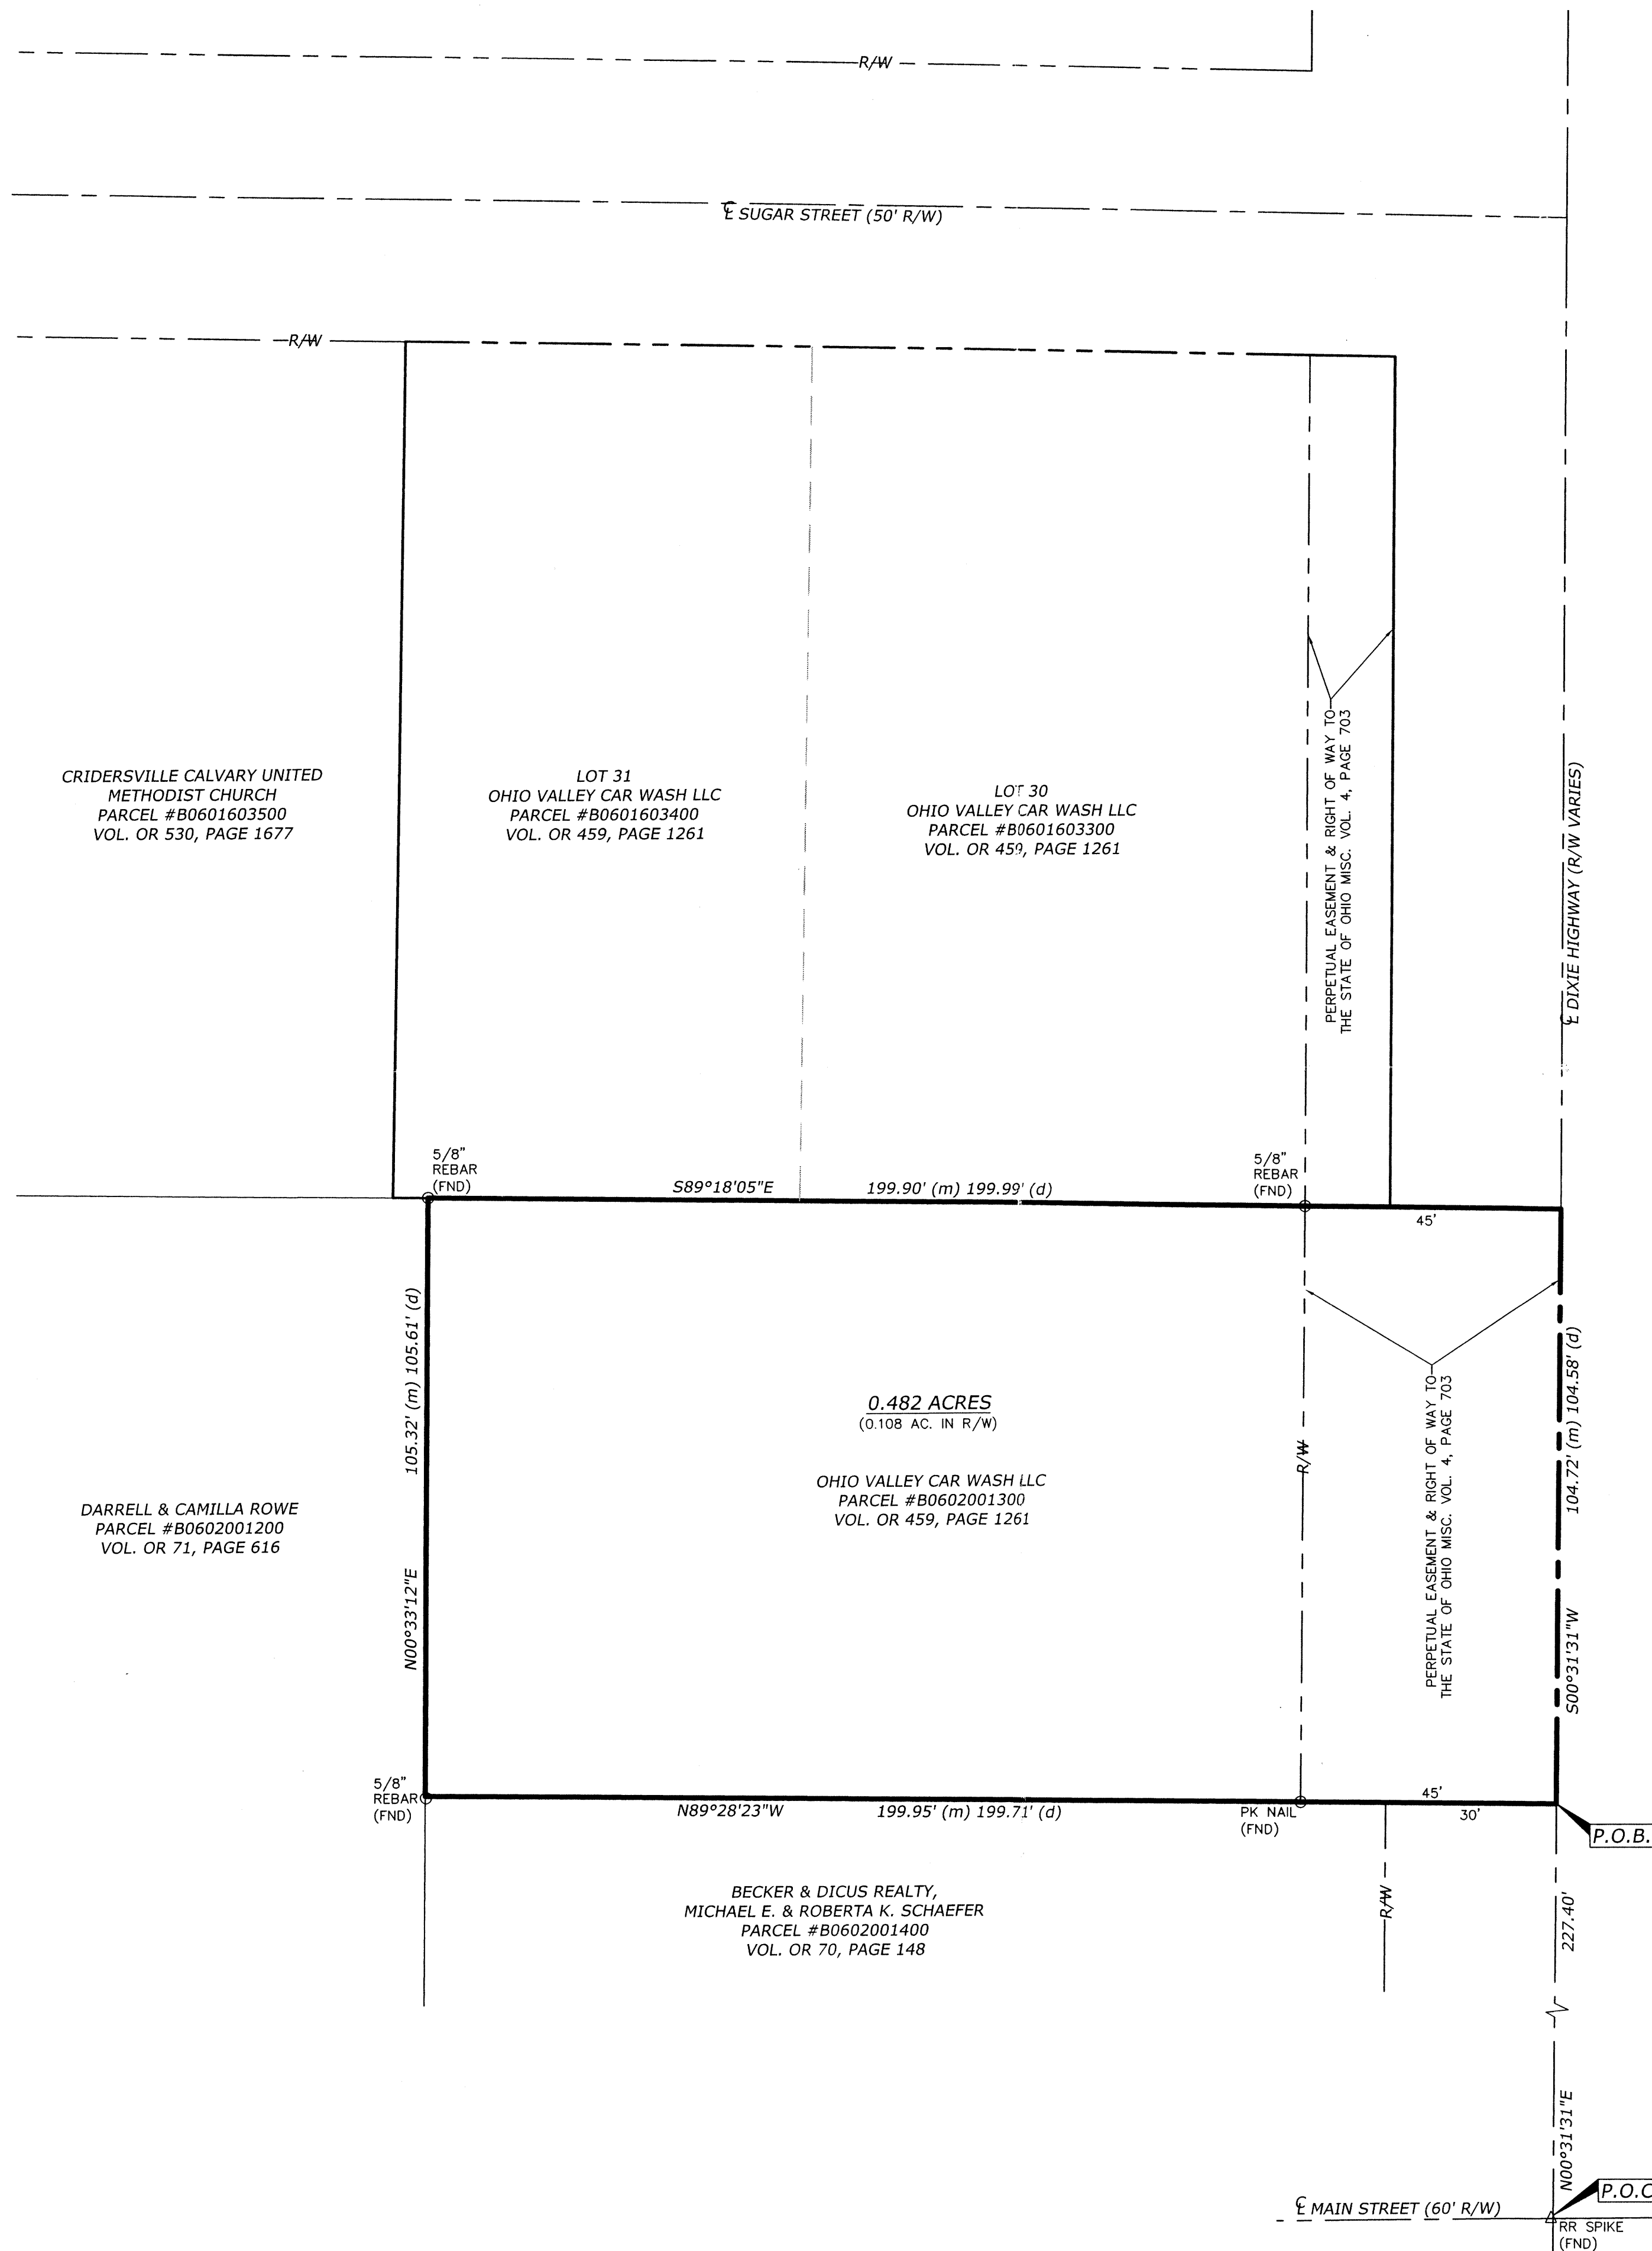 R/W
℄ SUGAR STREET (50' R/W)
R/W
CRIDERSVILLE CALVARY UNITED
METHODIST CHURCH
PARCEL #B0601603500
VOL. OR 530, PAGE 1677
LOT 31
OHIO VALLEY CAR WASH LLC
PARCEL #B0601603400
VOL. OR 459, PAGE 1261
LOT 30
OHIO VALLEY CAR WASH LLC
PARCEL #B0601603300
VOL. OR 459, PAGE 1261
PERPETUAL EASEMENT & RIGHT OF WAY TO
THE STATE OF OHIO MISC. VOL. 4, PAGE 703
℄ DIXIE HIGHWAY (R/W VARIES)
5/8"
REBAR
(FND)
S89°18'05"E
199.90' (m) 199.99' (d)
5/8"
REBAR
(FND)
45'
105.32' (m) 105.61' (d)
N00°33'12"E
0.482 ACRES
(0.108 AC. IN R/W)
OHIO VALLEY CAR WASH LLC
PARCEL #B0602001300
VOL. OR 459, PAGE 1261
R/W
PERPETUAL EASEMENT & RIGHT OF WAY TO
THE STATE OF OHIO MISC. VOL. 4, PAGE 703
104.72' (m) 104.58' (d)
S00°31'31"W
DARRELL & CAMILLA ROWE
PARCEL #B0602001200
VOL. OR 71, PAGE 616
5/8"
REBAR
(FND)
N89°28'23"W
199.95' (m) 199.71' (d)
PK NAIL
(FND)
45'
30'
P.O.B.
BECKER & DICUS REALTY,
MICHAEL E. & ROBERTA K. SCHAEFER
PARCEL #B0602001400
VOL. OR 70, PAGE 148
R/W
227.40'
N00°31'31"E
P.O.C
℄ MAIN STREET (60' R/W)
RR SPIKE
(FND)